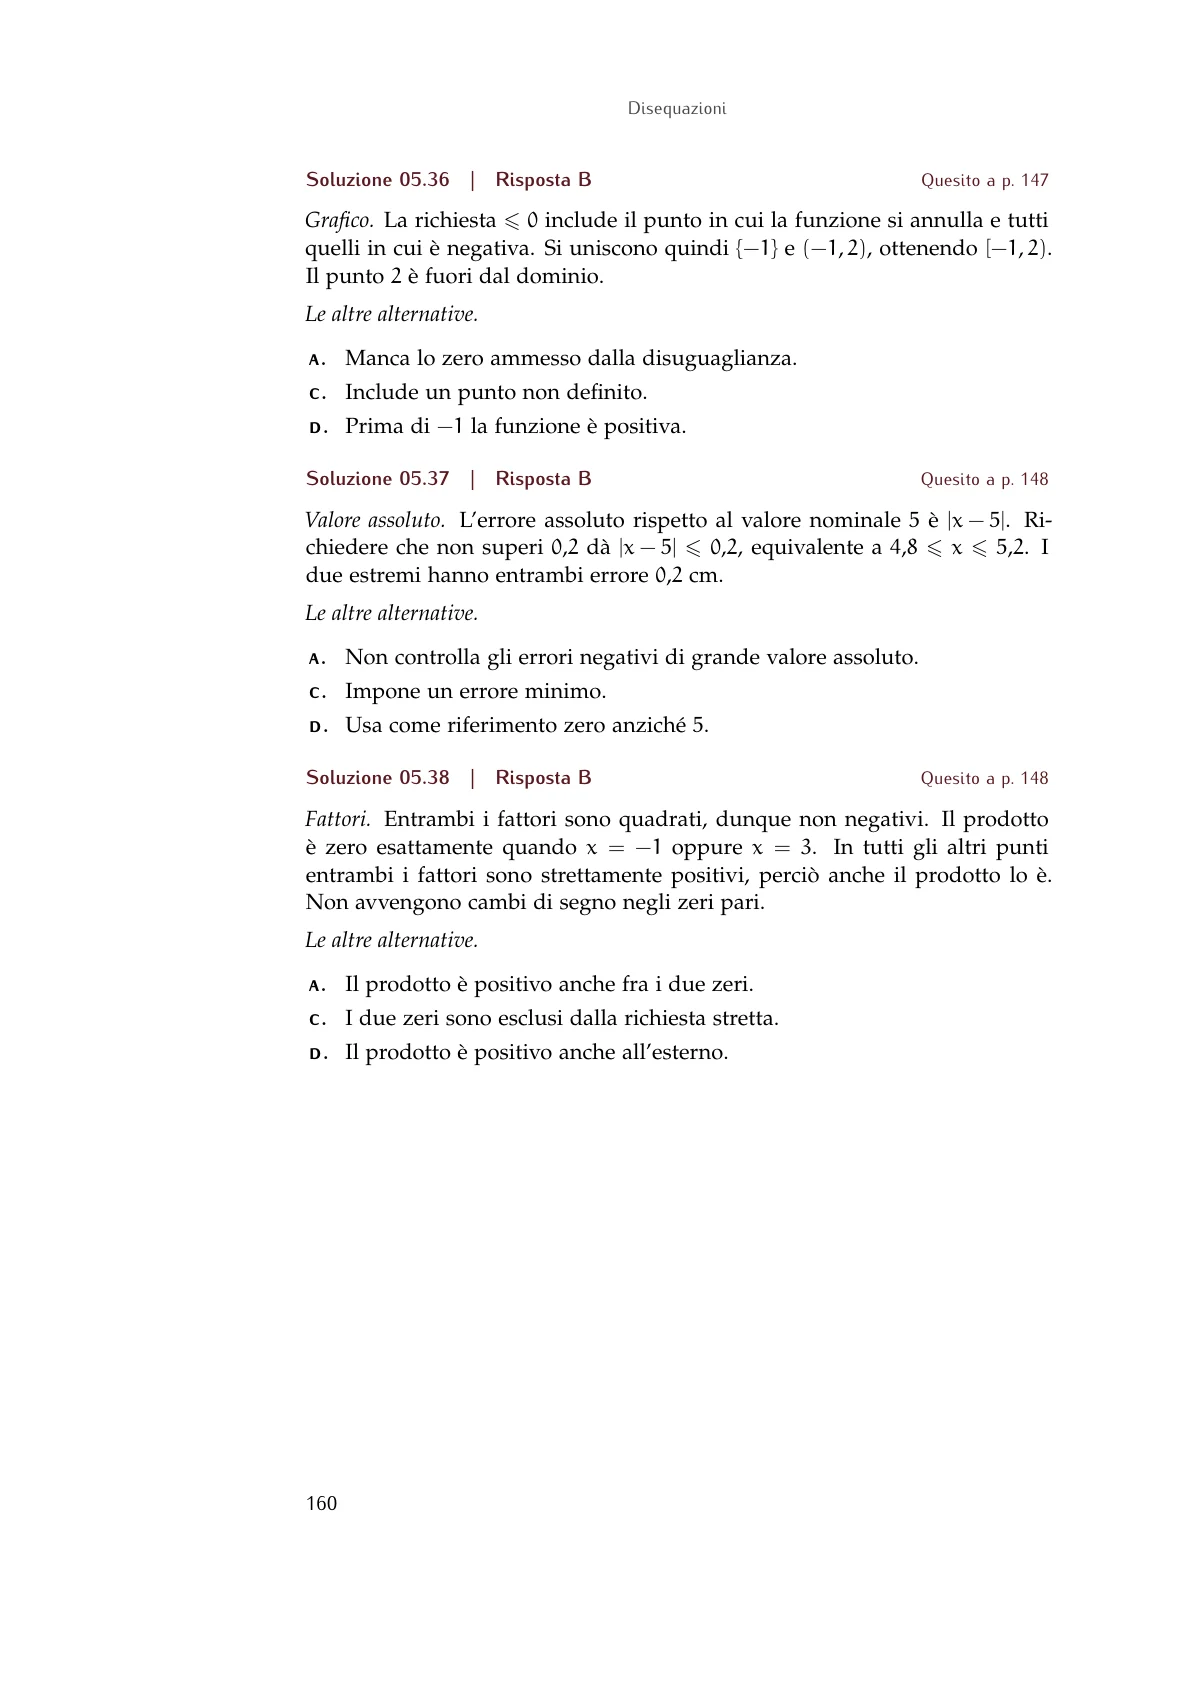 Disequazioni
Soluzione 05.36 | Risposta B Quesito a p. 147
Grafico. La richiesta ⩽ 0 include il punto in cui la funzione si annulla e tutti
quelli in cui è negativa. Si uniscono quindi {−1} e (−1, 2), ottenendo [−1, 2).
Il punto 2 è fuori dal dominio.
Le altre alternative.
A. Manca lo zero ammesso dalla disuguaglianza.
C. Include un punto non definito.
D. Prima di −1 la funzione è positiva.
Soluzione 05.37 | Risposta B Quesito a p. 148
Valore assoluto. L'errore assoluto rispetto al valore nominale 5 è |x − 5|. Ri-
chiedere che non superi 0,2 dà |x − 5| ⩽ 0,2, equivalente a 4,8 ⩽ x ⩽ 5,2. I
due estremi hanno entrambi errore 0,2 cm.
Le altre alternative.
A. Non controlla gli errori negativi di grande valore assoluto.
C. Impone un errore minimo.
D. Usa come riferimento zero anziché 5.
Soluzione 05.38 | Risposta B Quesito a p. 148
Fattori. Entrambi i fattori sono quadrati, dunque non negativi. Il prodotto
è zero esattamente quando x = −1 oppure x = 3. In tutti gli altri punti
entrambi i fattori sono strettamente positivi, perciò anche il prodotto lo è.
Non avvengono cambi di segno negli zeri pari.
Le altre alternative.
A. Il prodotto è positivo anche fra i due zeri.
C. I due zeri sono esclusi dalla richiesta stretta.
D. Il prodotto è positivo anche all'esterno.
160